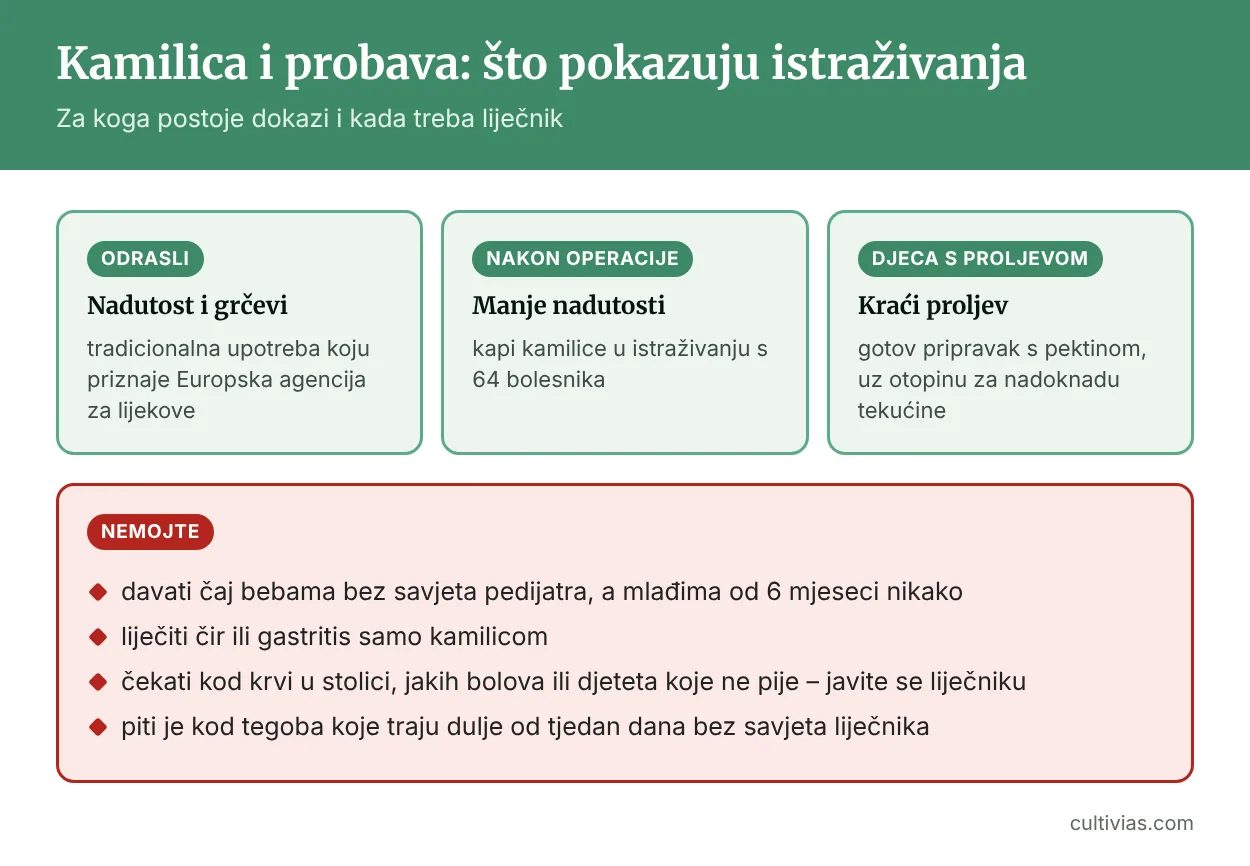 Kamilica i probava: što pokazuju istraživanja
Za koga postoje dokazi i kada treba liječnik
ODRASLI
Nadutost i grčevi
tradicionalna upotreba koju
priznaje Europska agencija
za lijekove
NAKON OPERACIJE
Manje nadutosti
kapi kamilice u istraživanju s
64 bolesnika
DJECA S PROLJEVOM
Kraći proljev
gotov pripravak s pektinom,
uz otopinu za nadoknadu
tekućine
NEMOJTE
davati čaj bebama bez savjeta pedijatra, a mlađima od 6 mjeseci nikako
liječiti čir ili gastritis samo kamilicom
čekati kod krvi u stolici, jakih bolova ili djeteta koje ne pije – javite se liječniku
piti je kod tegoba koje traju dulje od tjedan dana bez savjeta liječnika
cultivias.com